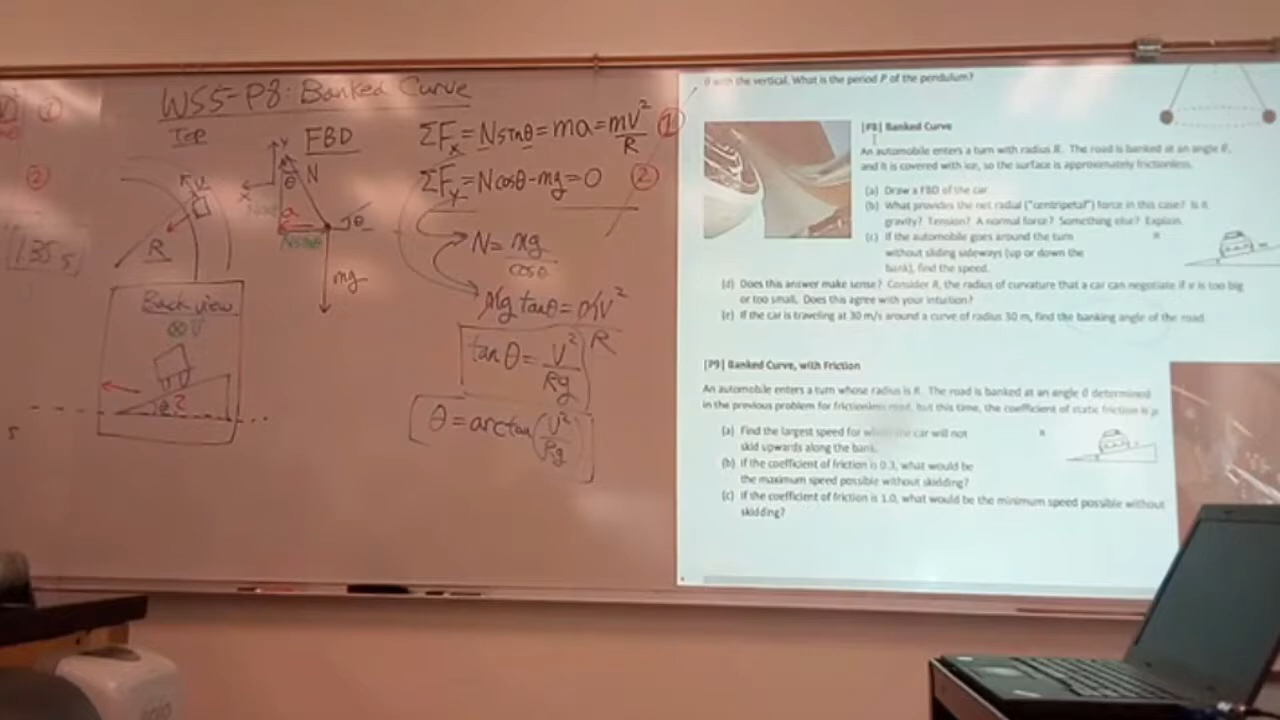 WS5-P8: Banked Curve
Top
FBD
y
x
N
θ
a
θ
N sinθ
mg
V
R
Back view
⊗ V
θ
ΣFx = N sinθ = ma = mv²/R ①
ΣFy = N cosθ - mg = 0 ②
N = mg/cosθ
mg tanθ = mv²/R
tan θ = V²/Rg
θ = arctan(V²/Rg)
①
②
1.35 s
s
θ with the vertical. What is the period P of the pendulum?
[P8] Banked Curve
An automobile enters a turn with radius R. The road is banked at an angle θ,
and it is covered with ice, so the surface is approximately frictionless.
(a) Draw a FBD of the car
(b) What provides the net radial ("centripetal") force in this case? Is it
gravity? Tension? A normal force? Something else? Explain.
(c) If the automobile goes around the turn
without sliding sideways (up or down the
bank), find the speed.
(d) Does this answer make sense? Consider R, the radius of curvature that a car can negotiate if v is too big
or too small. Does this agree with your intuition?
(e) If the car is traveling at 30 m/s around a curve of radius 30 m, find the banking angle of the road.
[P9] Banked Curve, with Friction
An automobile enters a turn whose radius is R. The road is banked at an angle θ determined
in the previous problem for frictionless road, but this time, the coefficient of static friction is μ
(a) Find the largest speed for which the car will not
skid upwards along the bank.
(b) If the coefficient of friction is 0.3, what would be
the maximum speed possible without skidding?
(c) If the coefficient of friction is 1.0, what would be the minimum speed possible without
skidding?